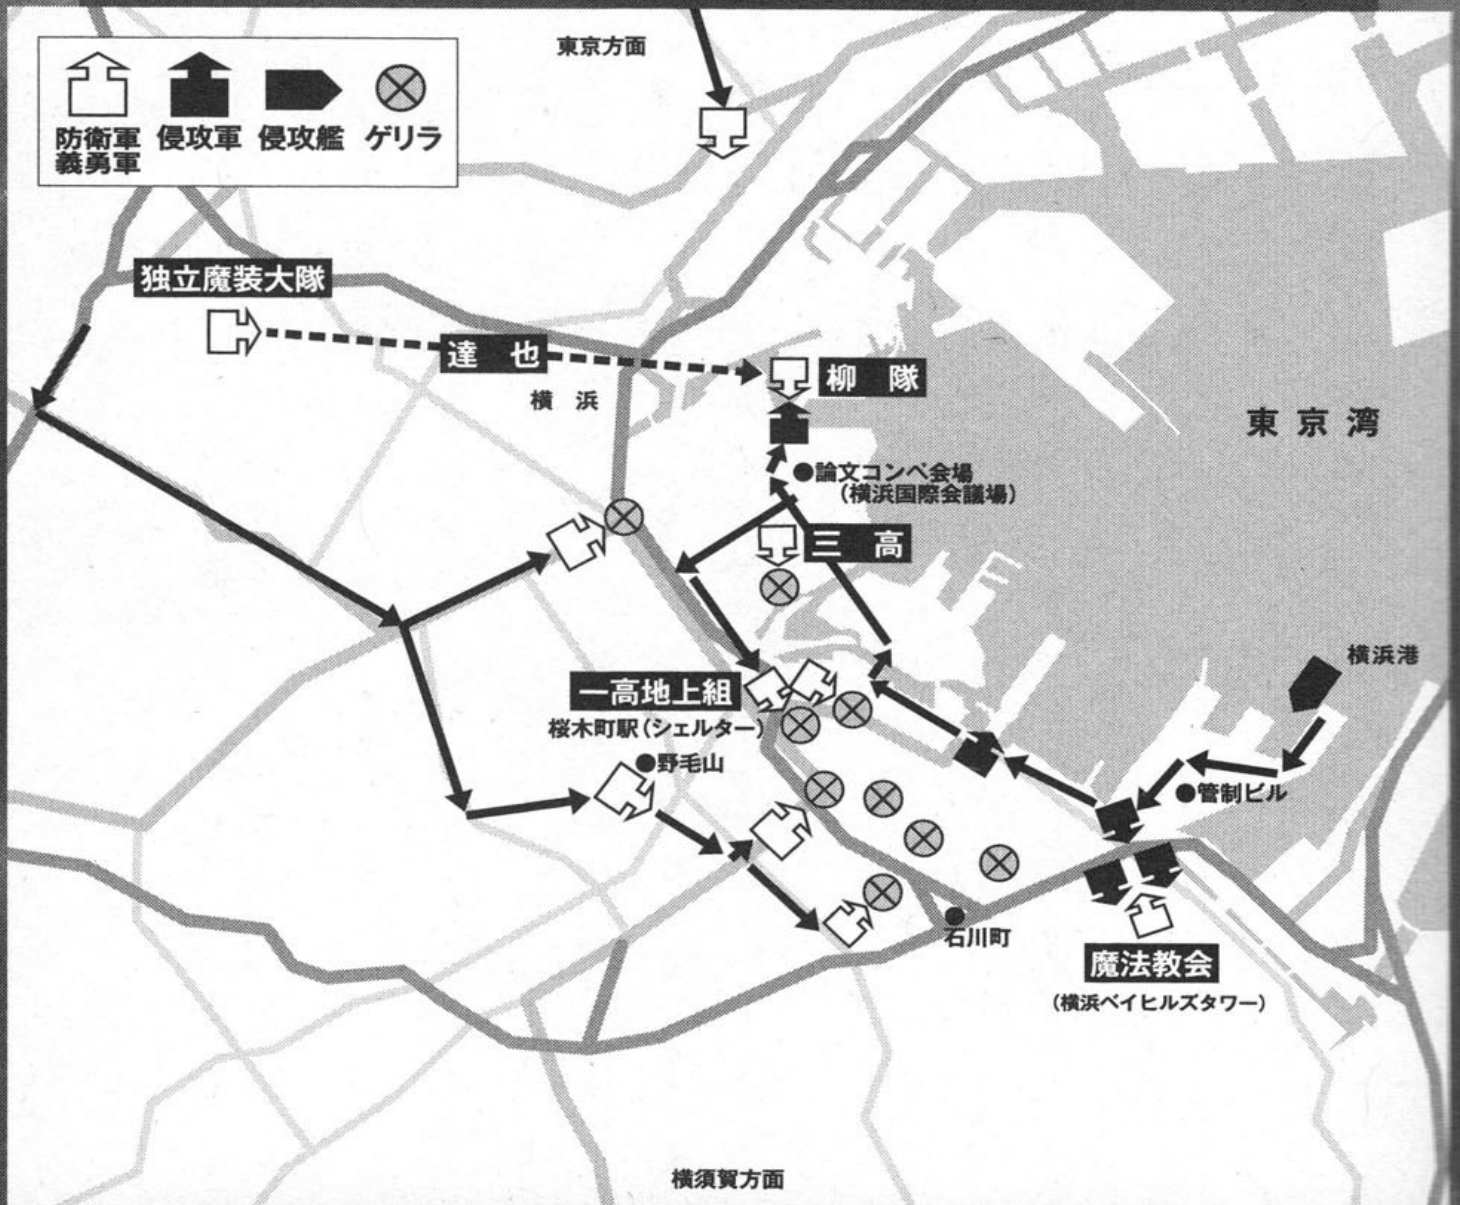 防衛軍
義勇軍
侵攻軍
侵攻艦
ゲリラ
東京方面
独立魔装大隊
達 也
横 浜
柳 隊
東 京 湾
●論文コンペ会場
(横浜国際会議場)
三 高
横浜港
一高地上組
桜木町駅(シェルター)
●野毛山
●管制ビル
石川町
魔法教会
(横浜ベイヒルズタワー)
横須賀方面